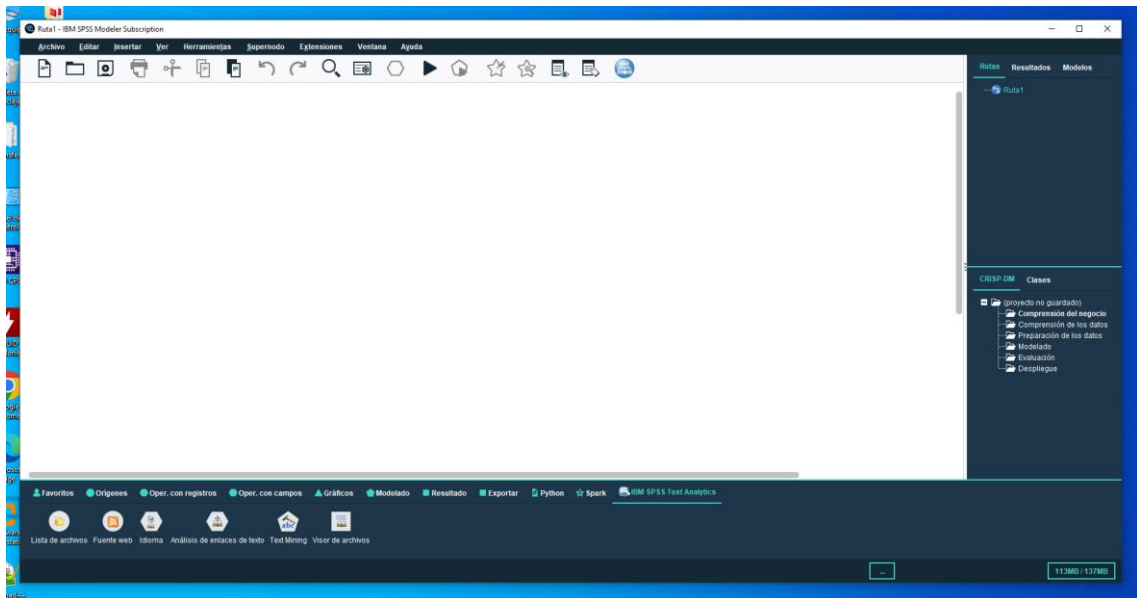 Ruta1 - IBM SPSS Modeler Subscription
Archivo Editar Insertar Ver Herramientas Supernodo Extensiones Ventana Ayuda
Rutas Resultados Modelos
Ruta1
CRISP-DM Clases
(proyecto no guardado)
Comprensión del negocio
Comprensión de los datos
Preparación de los datos
Modelado
Evaluación
Despliegue
Favoritos Orígenes Oper. con registros Oper. con campos Gráficos Modelado Resultado Exportar Python Spark IBM SPSS Text Analytics
abc
Lista de archivos Fuente web Idioma Análisis de enlaces de texto Text Mining Visor de archivos
113MB / 137MB